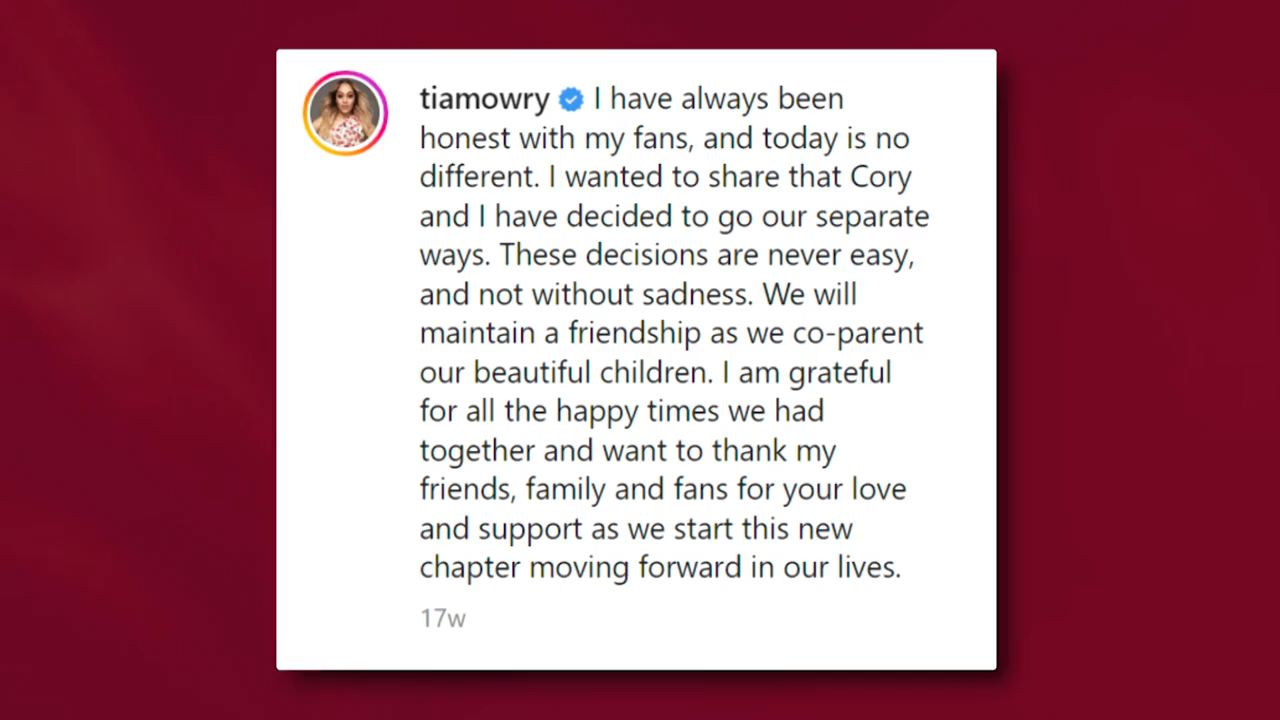 tiamowry I have always been
honest with my fans, and today is no
different. I wanted to share that Cory
and I have decided to go our separate
ways. These decisions are never easy,
and not without sadness. We will
maintain a friendship as we co-parent
our beautiful children. I am grateful
for all the happy times we had
together and want to thank my
friends, family and fans for your love
and support as we start this new
chapter moving forward in our lives.
17w